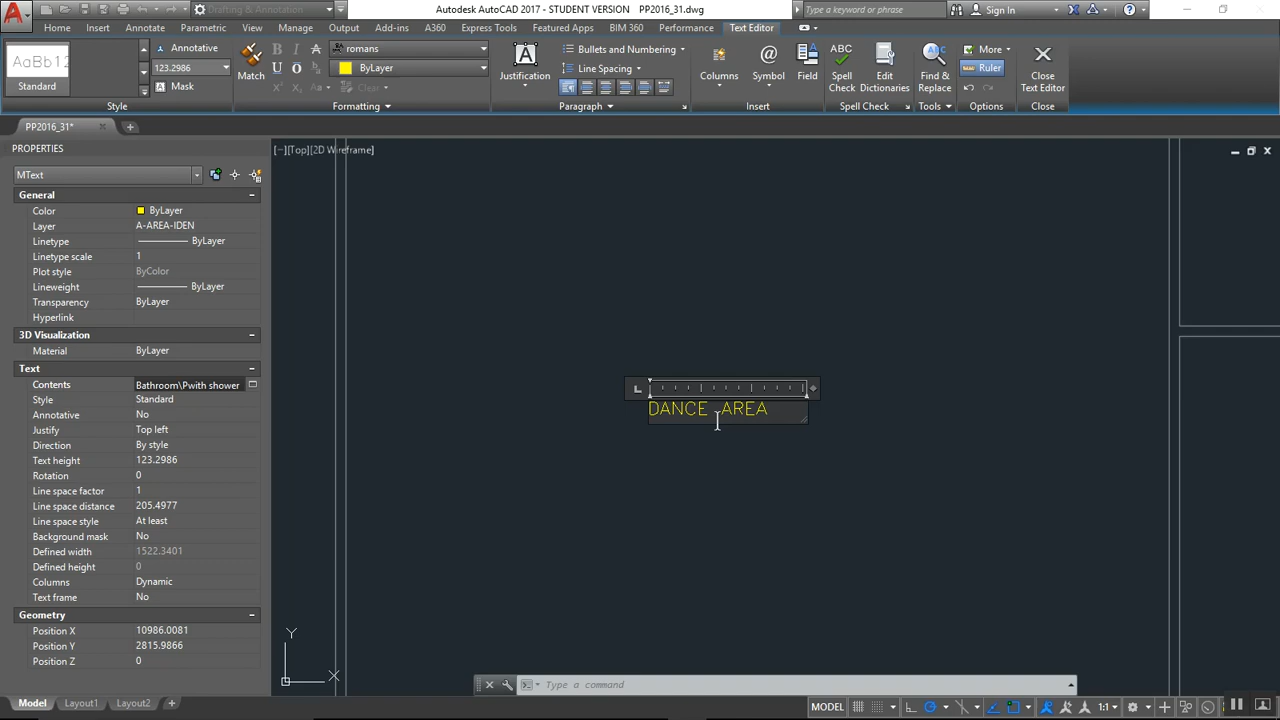 Drafting & Annotation
Autodesk AutoCAD 2017 - STUDENT VERSION PP2016_31.dwg
Type a keyword or phrase
Sign In
Home Insert Annotate Parametric View Manage Output Add-ins A360 Express Tools Featured Apps BIM 360 Performance Text Editor
AaBb12
Standard
Annotative
123.2986
Mask
Style
Match
romans
ByLayer
Aa
Clear
Formatting
Justification
Bullets and Numbering
Line Spacing
Paragraph
Columns
Symbol
Field
Insert
Spell
Check
Edit
Dictionaries
Spell Check
Find &
Replace
Tools
More
Ruler
Options
Close
Text Editor
Close
PP2016_31*
PROPERTIES
[−][Top][2D Wireframe]
MText
General
Color ByLayer
Layer A-AREA-IDEN
Linetype ByLayer
Linetype scale 1
Plot style ByColor
Lineweight ByLayer
Transparency ByLayer
Hyperlink
3D Visualization
Material ByLayer
Text
Contents Bathroom\Pwith shower
Style Standard
Annotative No
Justify Top left
Direction By style
Text height 123.2986
Rotation 0
Line space factor 1
Line space distance 205.4977
Line space style At least
Background mask No
Defined width 1522.3401
Defined height 0
Columns Dynamic
Text frame No
Geometry
Position X 10986.0081
Position Y 2815.9866
Position Z 0
DANCE AREA
Y
X
Type a command
Model Layout1 Layout2
MODEL
1:1